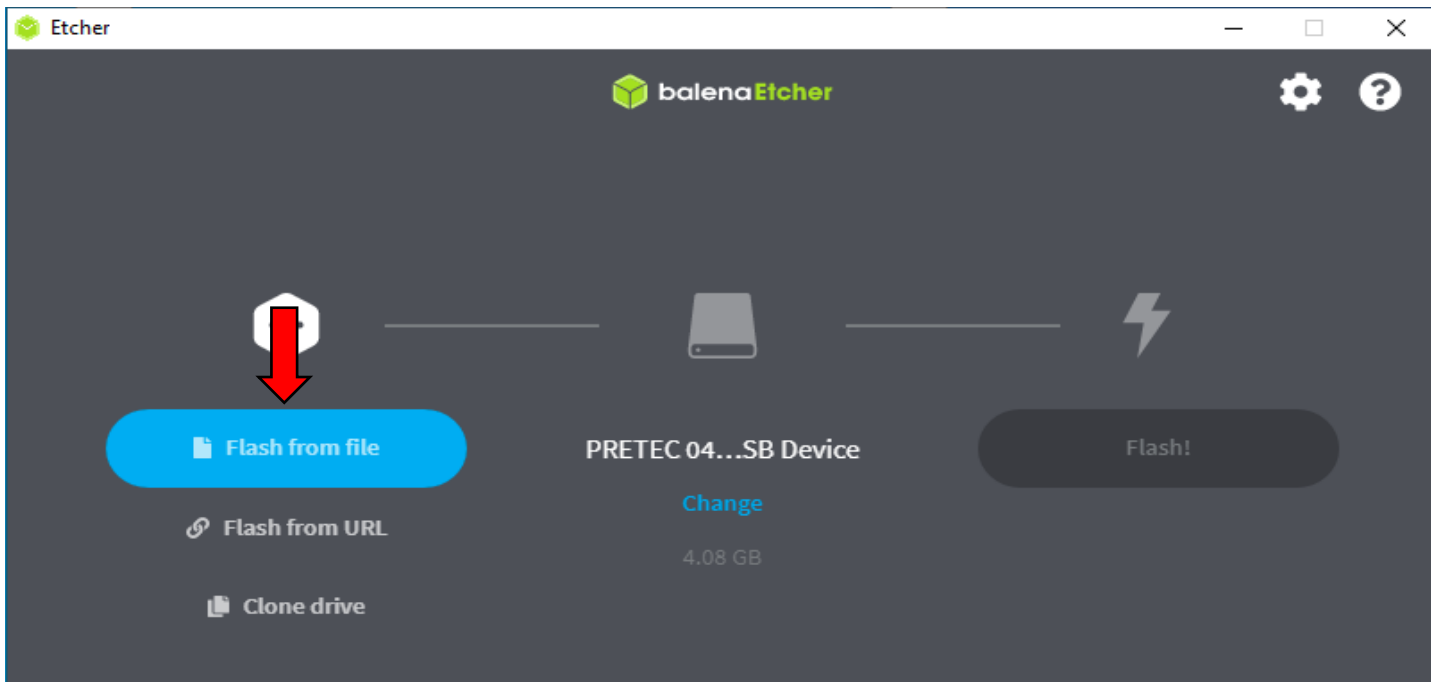 Etcher
balenaEtcher
Flash from file
PRETEC 04...SB Device
Flash!
Change
Flash from URL
4.08 GB
Clone drive